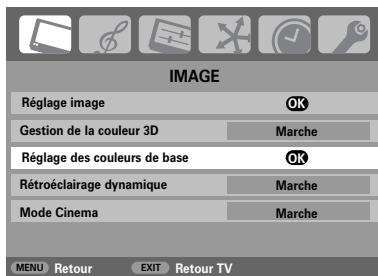 IMAGE
Réglage image OK
Gestion de la couleur 3D Marche
Réglage des couleurs de base OK
Rétroéclairage dynamique Marche
Mode Cinema Marche
MENU Retour EXIT Retour TV